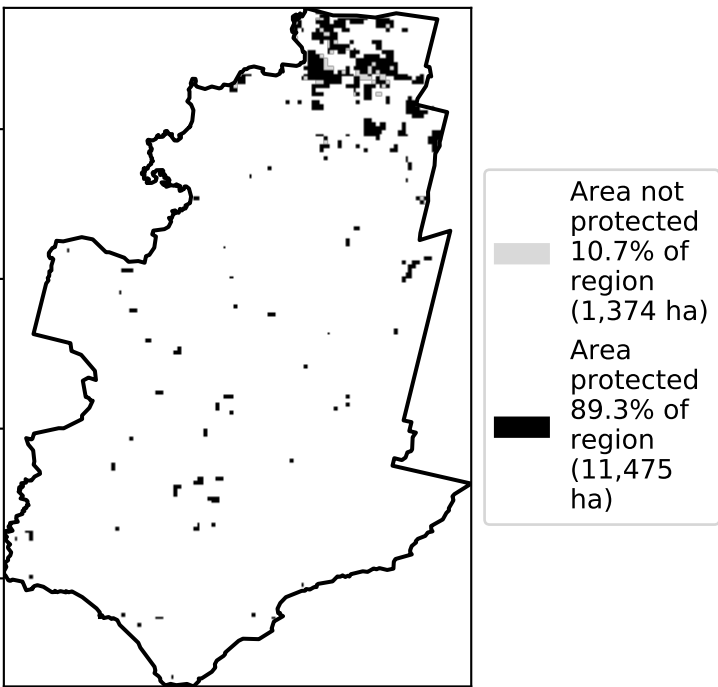 Area not
protected
10.7% of
region
(1,374 ha)
Area
protected
89.3% of
region
(11,475
ha)